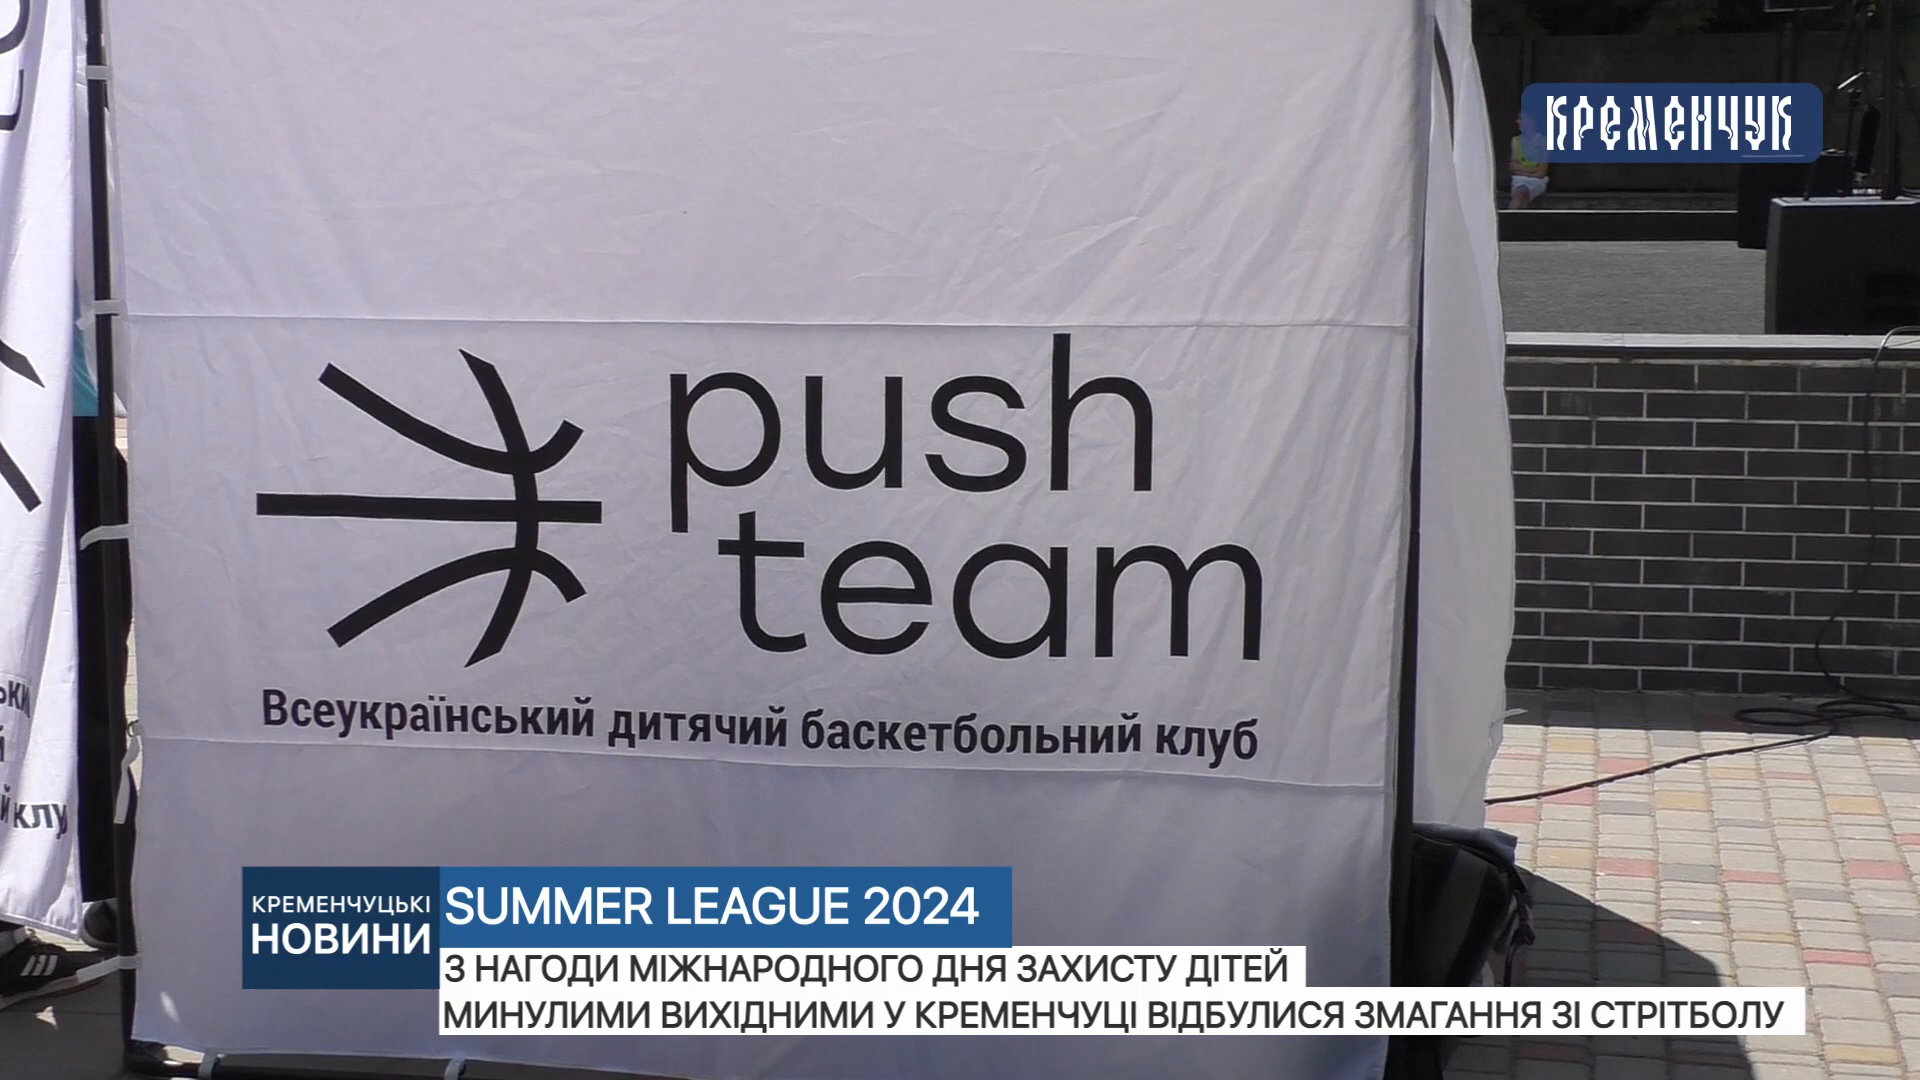 КРЕМЕНЧУК
push
team
Всеукраїнський дитячий баскетбольний клуб
й клу
КРЕМЕНЧУЦЬКІ
НОВИНИ
SUMMER LEAGUE 2024
З НАГОДИ МІЖНАРОДНОГО ДНЯ ЗАХИСТУ ДІТЕЙ
МИНУЛИМИ ВИХІДНИМИ У КРЕМЕНЧУЦІ ВІДБУЛИСЯ ЗМАГАННЯ ЗІ СТРІТБОЛУ